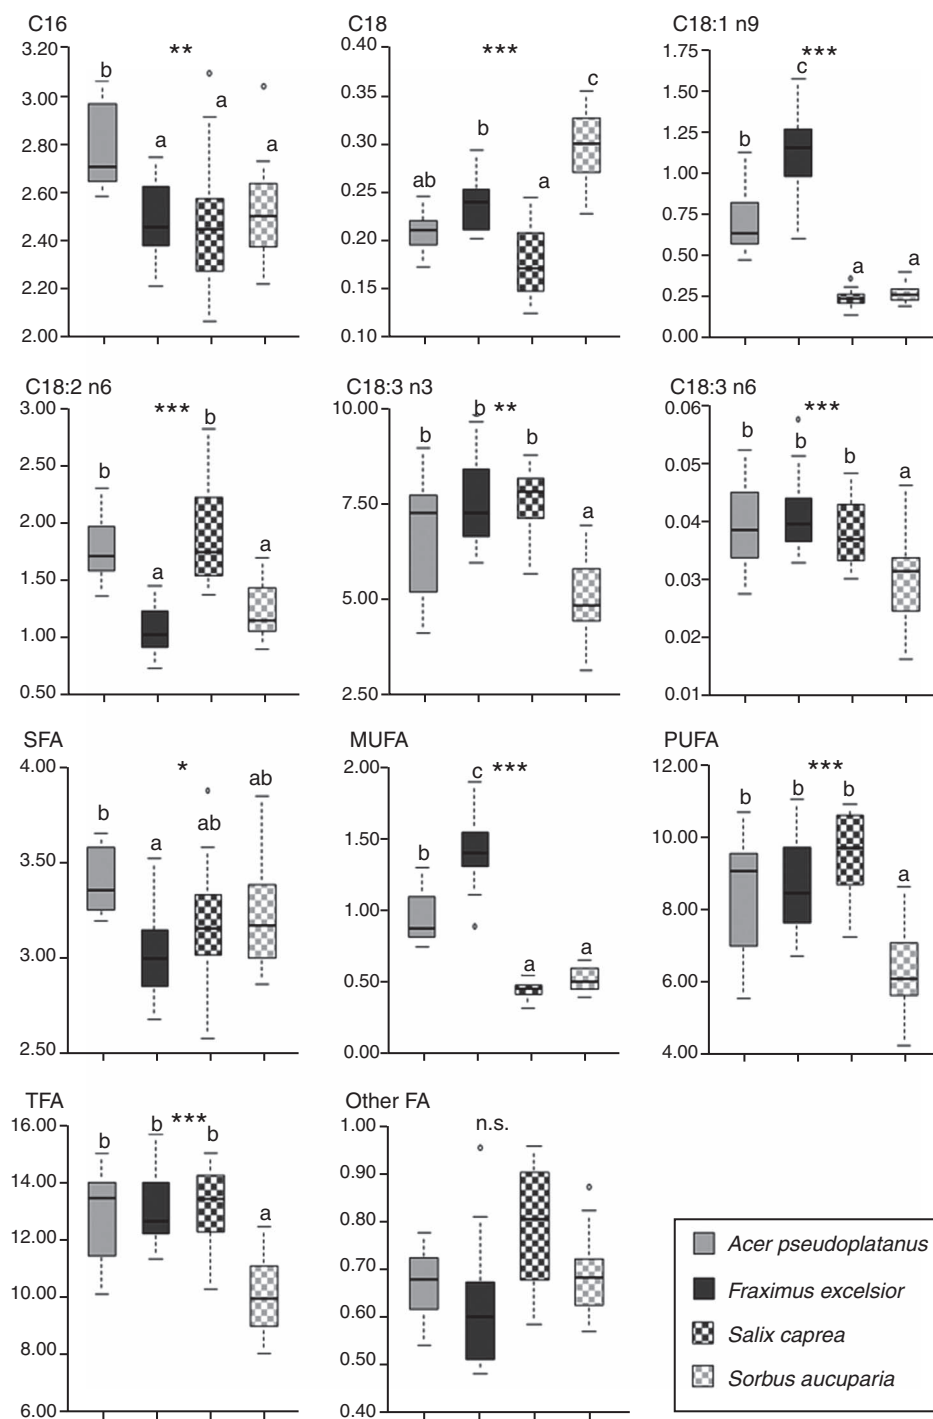 C16
C18
C18:1 n9
3.20
3.00
2.80
2.60
2.40
2.20
2.00
**
b
a
a
a
0.40
0.35
0.30
0.25
0.20
0.15
0.10
***
ab
b
a
c
1.75
1.50
1.25
1.00
0.75
0.50
0.25
0.00
***
b
c
a
a
C18:2 n6
C18:3 n3
C18:3 n6
3.00
2.50
2.00
1.50
1.00
0.50
***
b
a
b
a
10.00
7.50
5.00
2.50
**
b
b
b
a
0.06
0.05
0.04
0.03
0.02
0.01
***
b
b
b
a
SFA
MUFA
PUFA
4.00
3.50
3.00
2.50
*
b
a
ab
ab
2.00
1.50
1.00
0.50
0.00
***
b
c
a
a
12.00
10.00
8.00
6.00
4.00
***
b
b
b
a
TFA
Other FA
16.00
14.00
12.00
10.00
8.00
6.00
***
b
b
b
a
1.00
0.90
0.80
0.70
0.60
0.50
0.40
n.s.
Acer pseudoplatanus
Fraximus excelsior
Salix caprea
Sorbus aucuparia